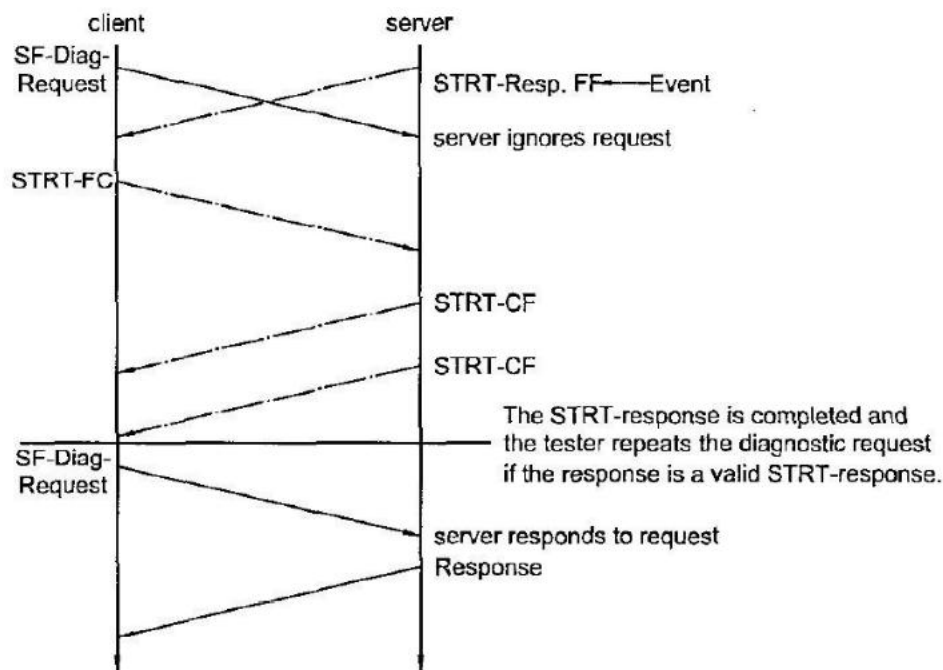 client server
SF-Diag-
Request
STRT-Resp. FF Event
server ignores request
STRT-FC
STRT-CF
STRT-CF
The STRT-response is completed and
the tester repeats the diagnostic request
if the response is a valid STRT-response.
SF-Diag-
Request
server responds to request
Response